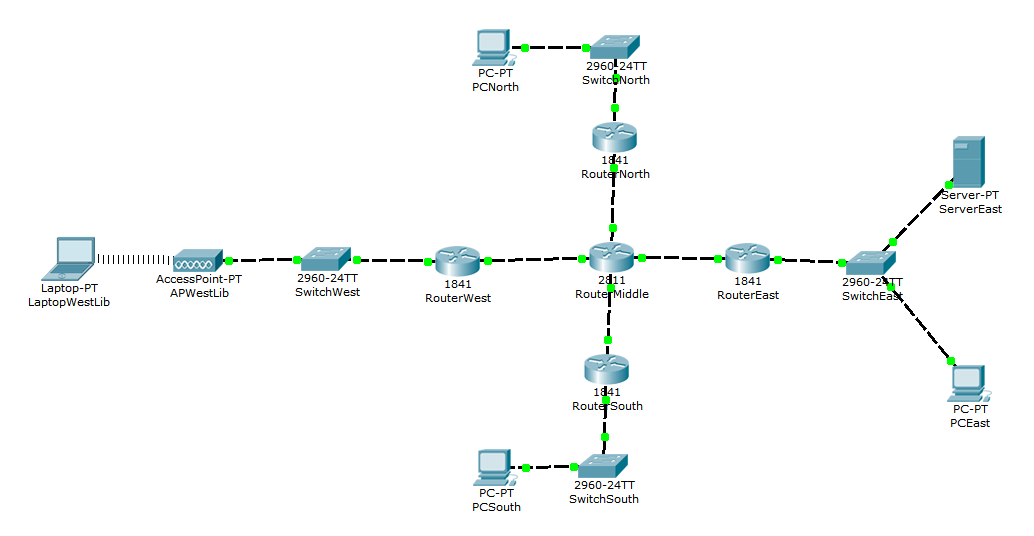 PC-PT
PCNorth
2960-24TT
SwitchNorth
1841
RouterNorth
Server-PT
ServerEast
Laptop-PT
LaptopWestLib
AccessPoint-PT
APWestLib
2960-24TT
SwitchWest
1841
RouterWest
2811
RouterMiddle
1841
RouterEast
2960-24TT
SwitchEast
1841
RouterSouth
PC-PT
PCEast
PC-PT
PCSouth
2960-24TT
SwitchSouth